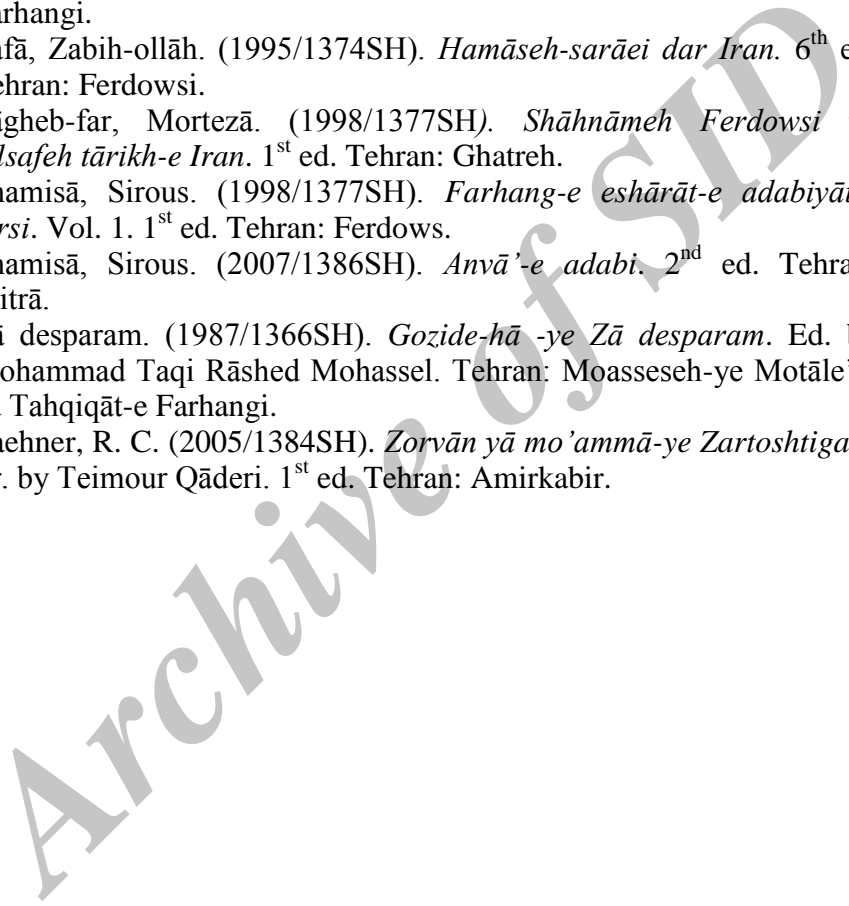 arhangi.
afā, Zabih-ollāh. (1995/1374SH). Hamāseh-sarāei dar Iran. 6th e
ehran: Ferdowsi.
āgheb-far, Mortezā. (1998/1377SH). Shāhnāmeh Ferdowsi
lsafeh tārikh-e Iran. 1st ed. Tehran: Ghatreh.
hamisā, Sirous. (1998/1377SH). Farhang-e eshārāt-e adabiyāt
rsi. Vol. 1. 1st ed. Tehran: Ferdows.
hamisā, Sirous. (2007/1386SH). Anvā’-e adabi. 2nd ed. Tehra
itrā.
ā desparam. (1987/1366SH). Gozide-hā -ye Zā desparam. Ed. b
ohammad Taqi Rāshed Mohassel. Tehran: Moasseseh-ye Motāle’
Tahqiqāt-e Farhangi.
aehner, R. C. (2005/1384SH). Zorvān yā mo’ammā-ye Zartoshtiga
. by Teimour Qāderi. 1st ed. Tehran: Amirkabir.
Archive of SID